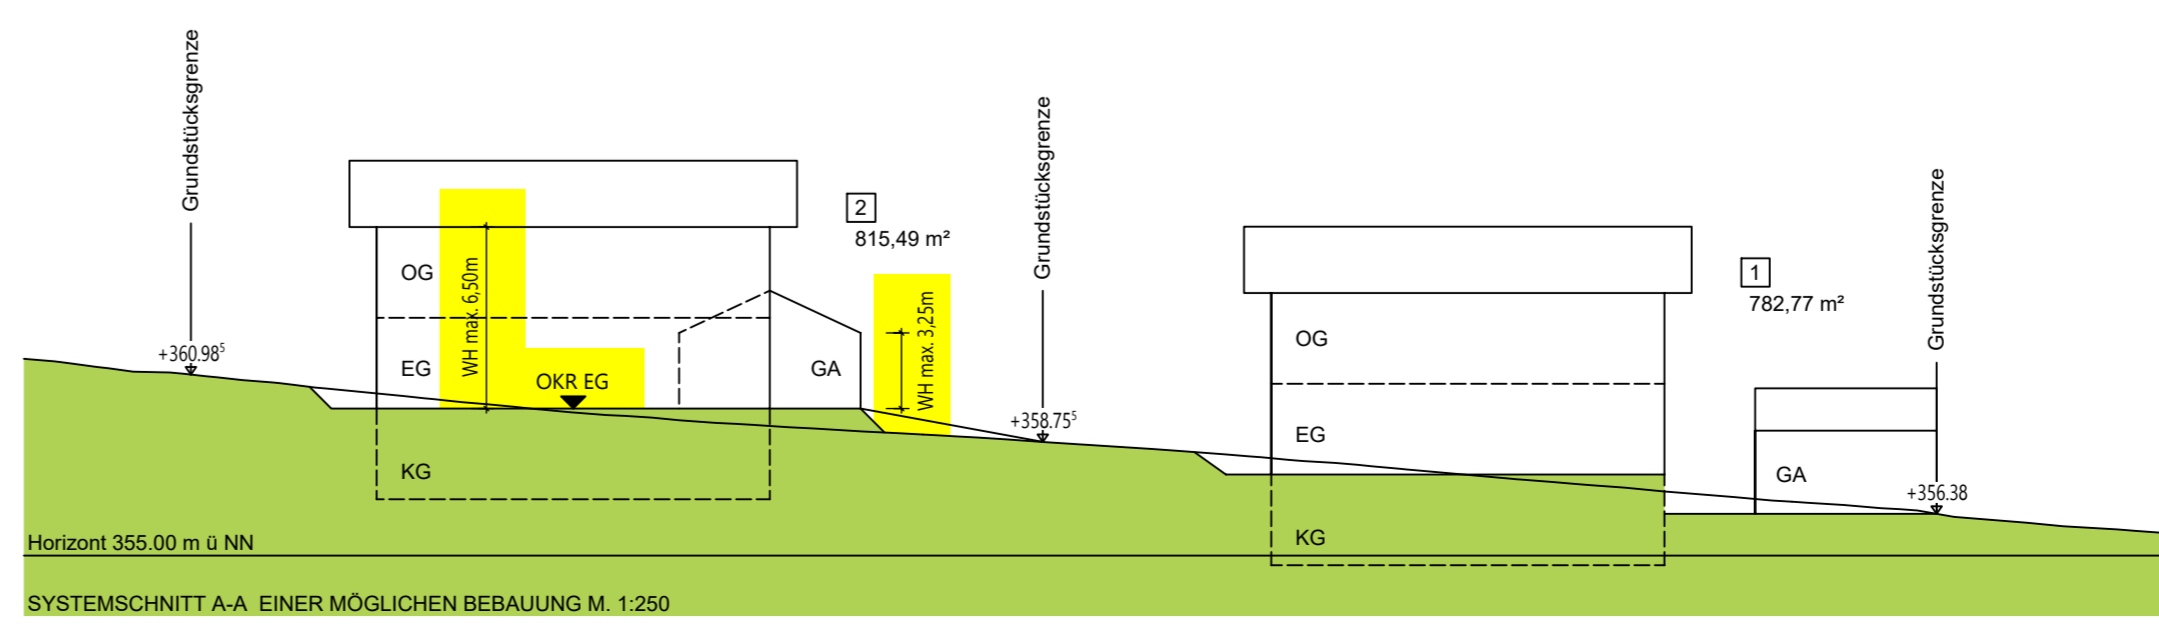 Grundstücksgrenze
Grundstücksgrenze
Grundstücksgrenze
2
815,49 m²
1
782,77 m²
OG
WH max. 6,50m
EG
OKR EG
GA
WH max. 3,25m
KG
OG
EG
GA
KG
+360.98⁵
+358.75⁵
+356.38
Horizont 355.00 m ü NN
SYSTEMSCHNITT A-A EINER MÖGLICHEN BEBAUUNG M. 1:250